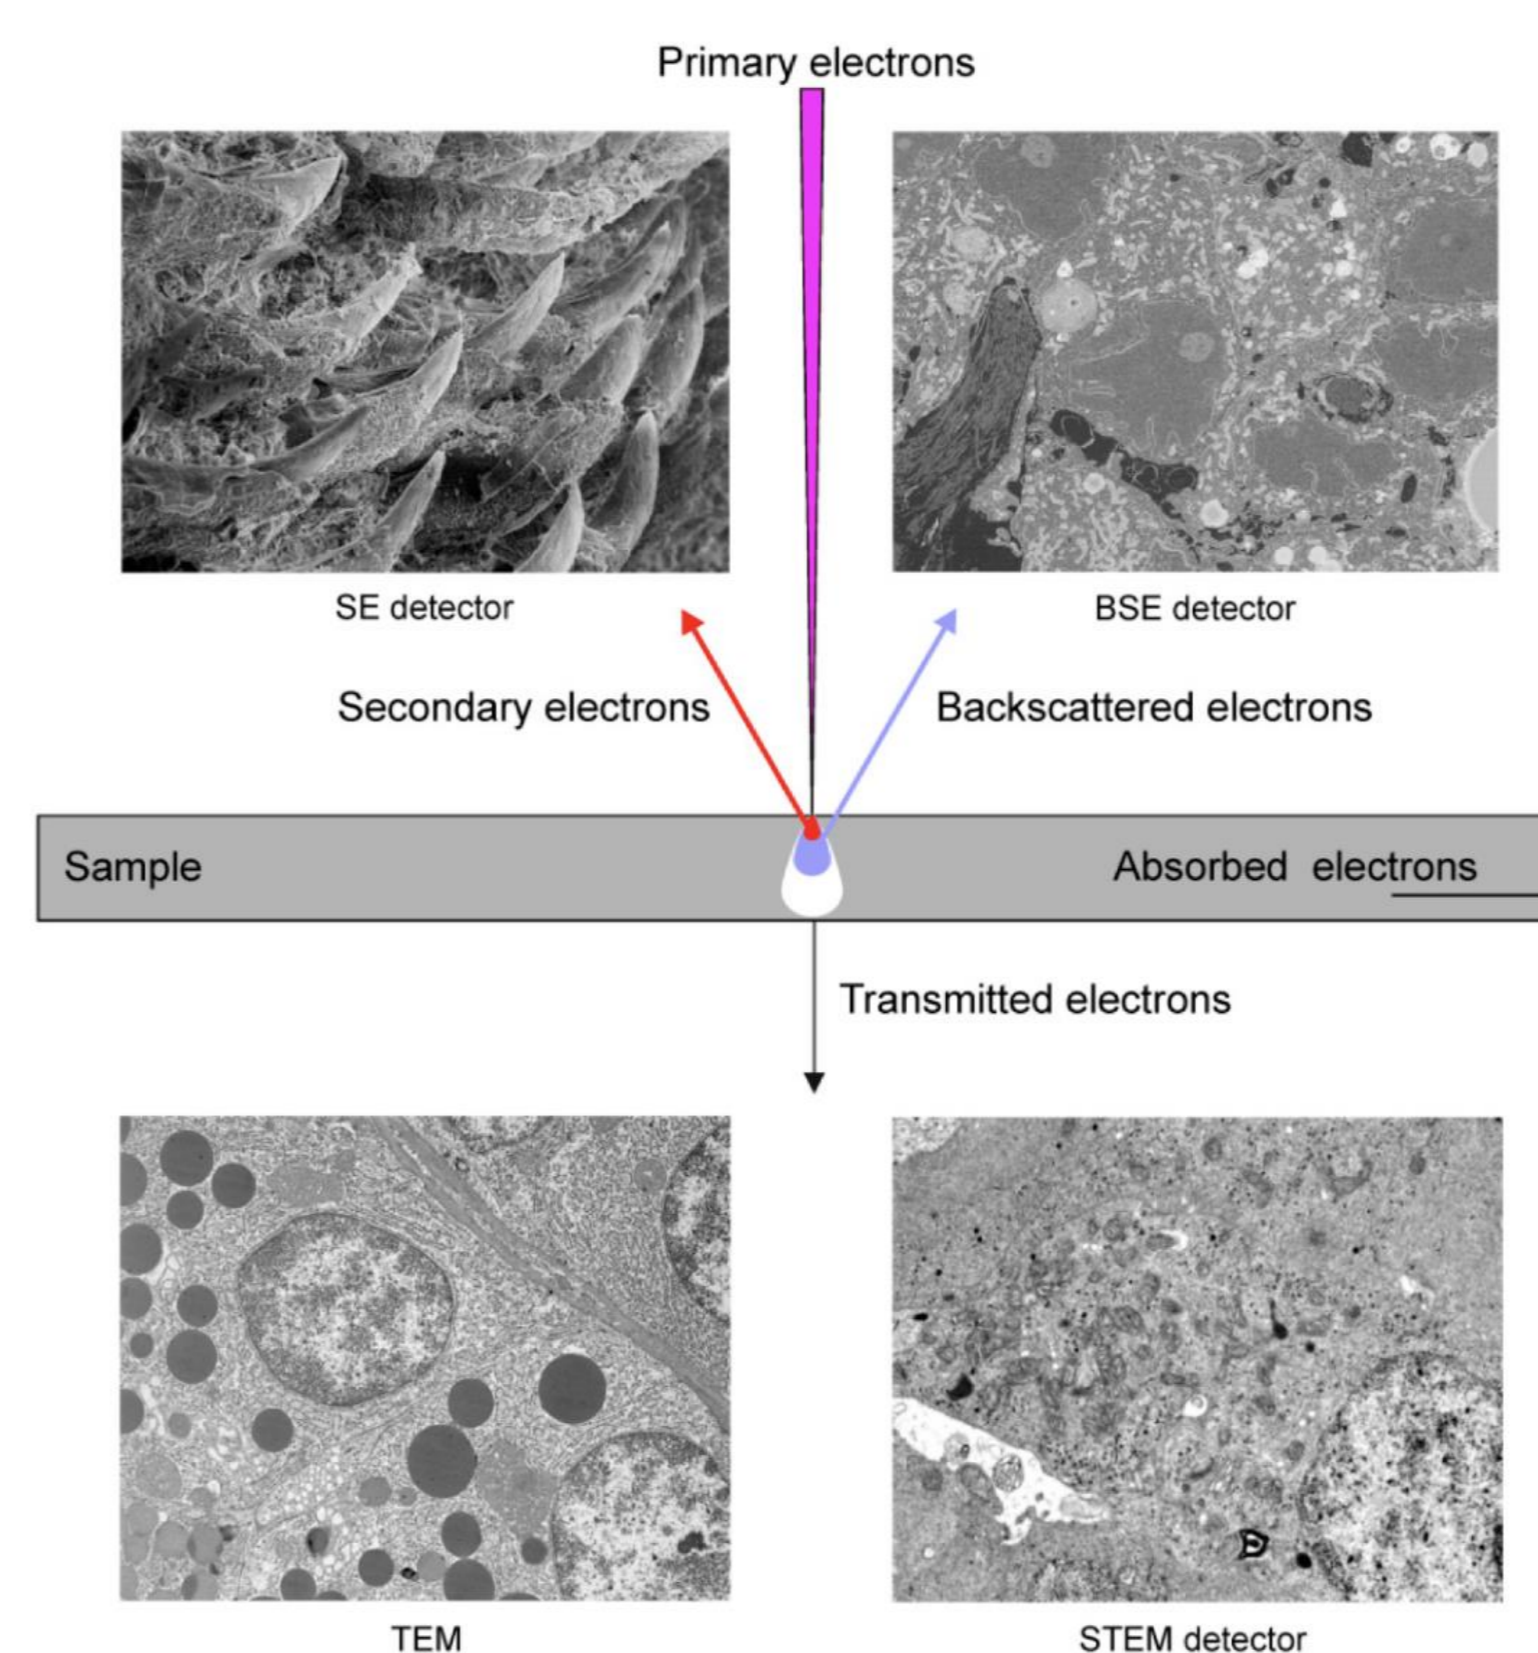 Primary electrons
SE detector
BSE detector
Secondary electrons
Backscattered electrons
Sample
Absorbed electrons
Transmitted electrons
TEM
STEM detector